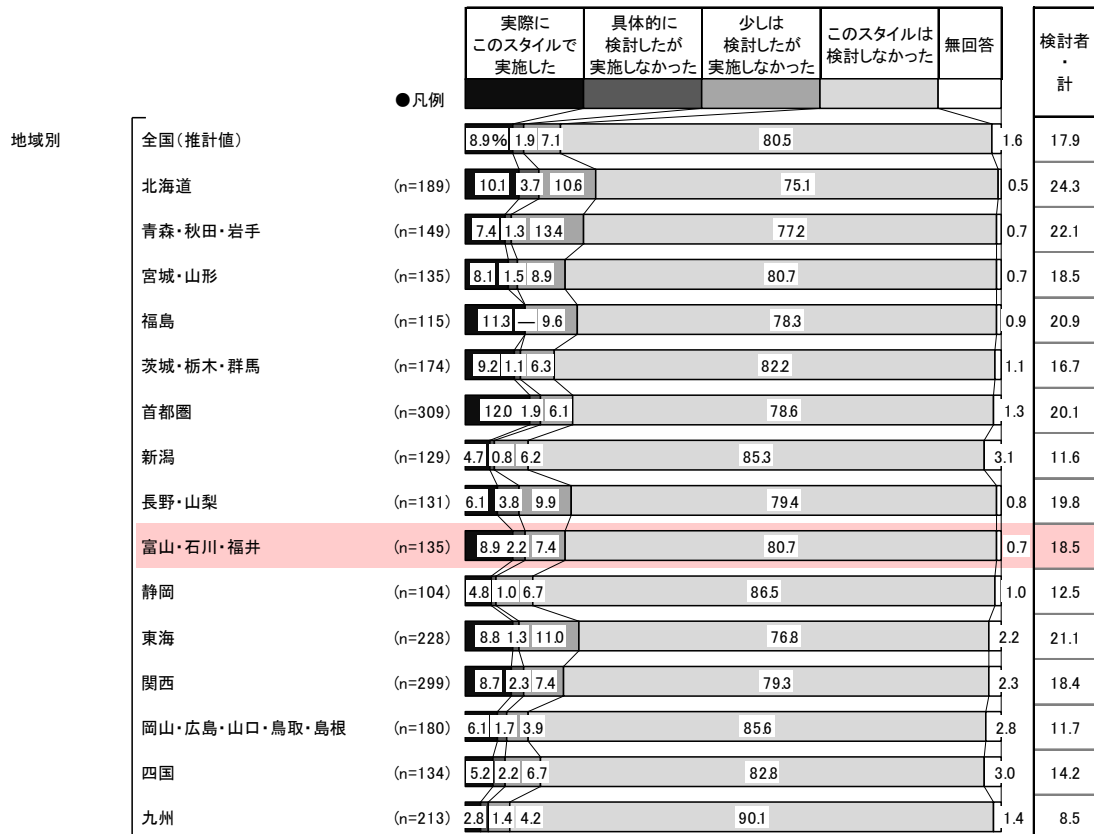 実際に
このスタイルで
実施した
具体的に
検討したが
実施しなかった
少しは
検討したが
実施しなかった
このスタイルは
検討しなかった
無回答
検討者
・
計
●凡例
地域別
全国(推計値) 8.9% 1.9 7.1 80.5 1.6 17.9
北海道 (n=189) 10.1 3.7 10.6 75.1 0.5 24.3
青森・秋田・岩手 (n=149) 7.4 1.3 13.4 77.2 0.7 22.1
宮城・山形 (n=135) 8.1 1.5 8.9 80.7 0.7 18.5
福島 (n=115) 11.3 — 9.6 78.3 0.9 20.9
茨城・栃木・群馬 (n=174) 9.2 1.1 6.3 82.2 1.1 16.7
首都圏 (n=309) 12.0 1.9 6.1 78.6 1.3 20.1
新潟 (n=129) 4.7 0.8 6.2 85.3 3.1 11.6
長野・山梨 (n=131) 6.1 3.8 9.9 79.4 0.8 19.8
富山・石川・福井 (n=135) 8.9 2.2 7.4 80.7 0.7 18.5
静岡 (n=104) 4.8 1.0 6.7 86.5 1.0 12.5
東海 (n=228) 8.8 1.3 11.0 76.8 2.2 21.1
関西 (n=299) 8.7 2.3 7.4 79.3 2.3 18.4
岡山・広島・山口・鳥取・島根 (n=180) 6.1 1.7 3.9 85.6 2.8 11.7
四国 (n=134) 5.2 2.2 6.7 82.8 3.0 14.2
九州 (n=213) 2.8 1.4 4.2 90.1 1.4 8.5